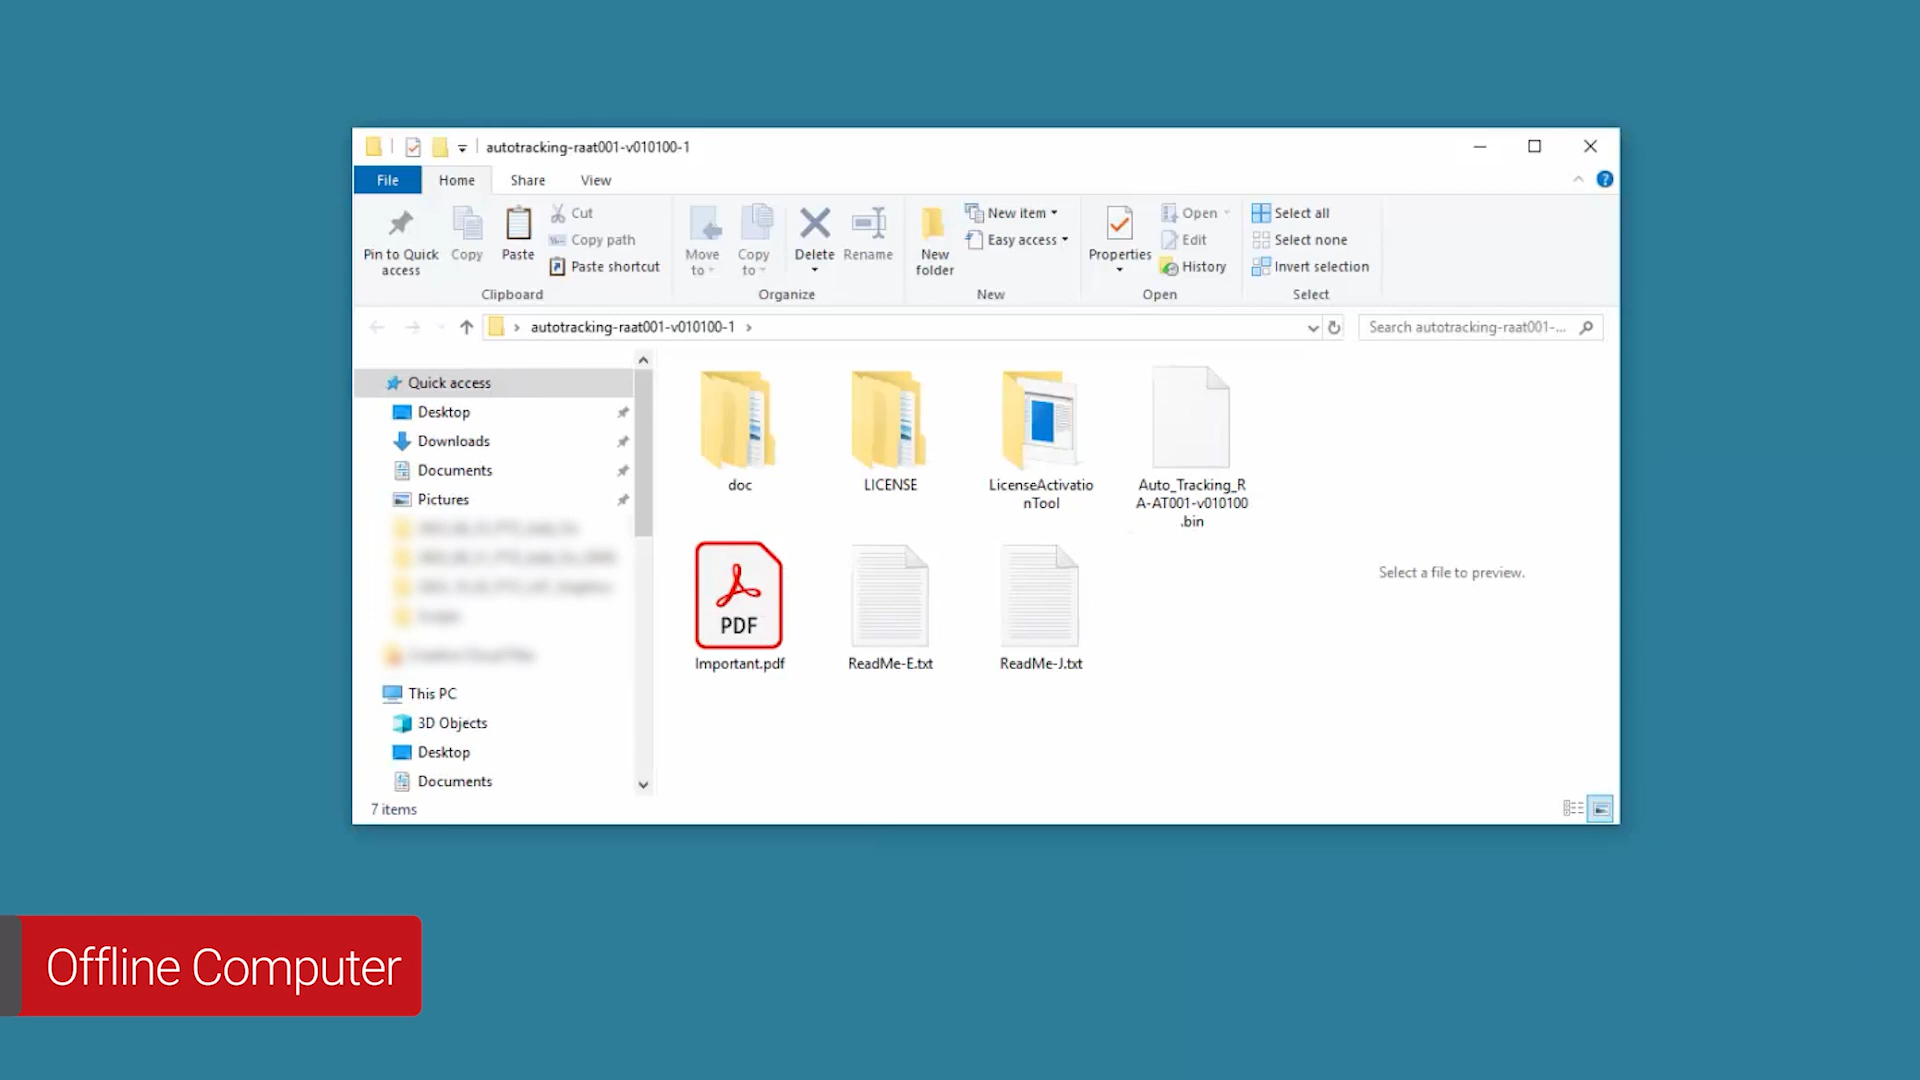 autotracking-raat001-v010100-1
File Home Share View
Pin to Quick access
Copy
Paste
Cut
Copy path
Paste shortcut
Clipboard
Move to
Copy to
Delete
Rename
Organize
New folder
New item
Easy access
New
Properties
Open
Edit
History
Open
Select all
Select none
Invert selection
Select
autotracking-raat001-v010100-1
Search autotracking-raat001-...
Quick access
Desktop
Downloads
Documents
Pictures
This PC
3D Objects
Desktop
Documents
7 items
doc
LICENSE
LicenseActivatio
nTool
Auto_Tracking_R
A-AT001-v010100
.bin
PDF
Important.pdf
ReadMe-E.txt
ReadMe-J.txt
Select a file to preview.
Offline Computer